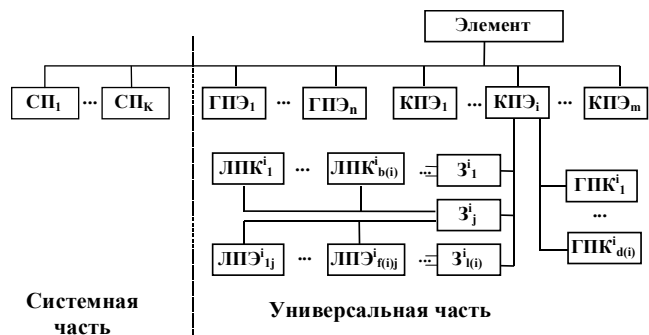 Элемент
СП₁ ... СПK ГПЭ₁ ... ГПЭn КПЭ₁ ... КПЭi ... КПЭm
ЛПКⁱ₁ ... ЛПКⁱb(i) ... Зⁱ₁
ГПКⁱ₁
Зⁱj
...
ЛПЭⁱ₁j ... ЛПЭⁱf(i)j ... Зⁱl(i)
ГПКⁱd(i)
Системная
часть
Универсальная часть